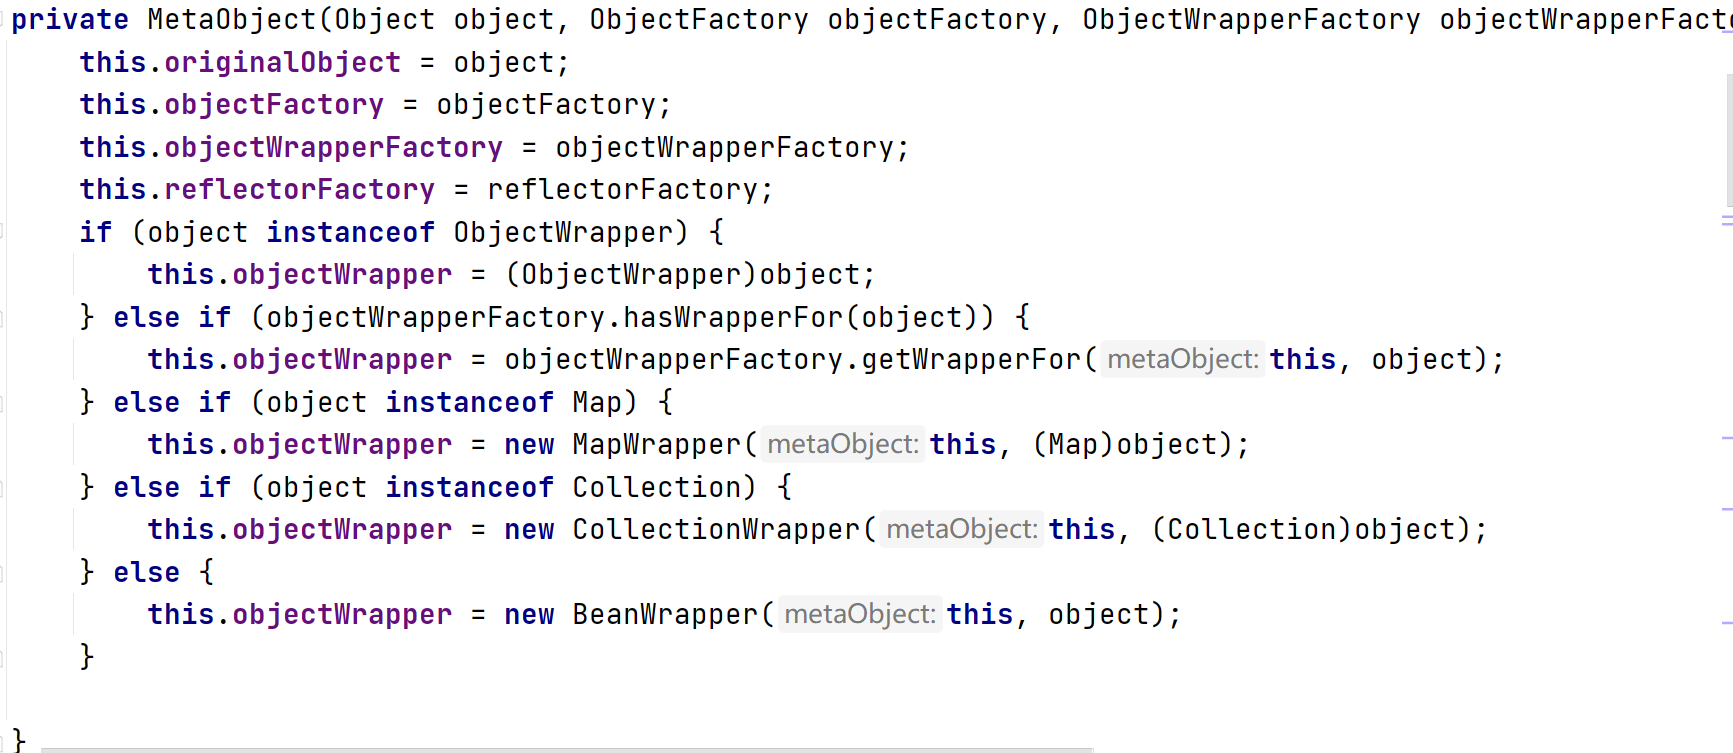 private MetaObject(Object object, ObjectFactory objectFactory, ObjectWrapperFactory objectWrapperFact
this.originalObject = object;
this.objectFactory = objectFactory;
this.objectWrapperFactory = objectWrapperFactory;
this.reflectorFactory = reflectorFactory;
if (object instanceof ObjectWrapper) {
this.objectWrapper = (ObjectWrapper)object;
} else if (objectWrapperFactory.hasWrapperFor(object)) {
this.objectWrapper = objectWrapperFactory.getWrapperFor( metaObject: this, object);
} else if (object instanceof Map) {
this.objectWrapper = new MapWrapper( metaObject: this, (Map)object);
} else if (object instanceof Collection) {
this.objectWrapper = new CollectionWrapper( metaObject: this, (Collection)object);
} else {
this.objectWrapper = new BeanWrapper( metaObject: this, object);
}
}